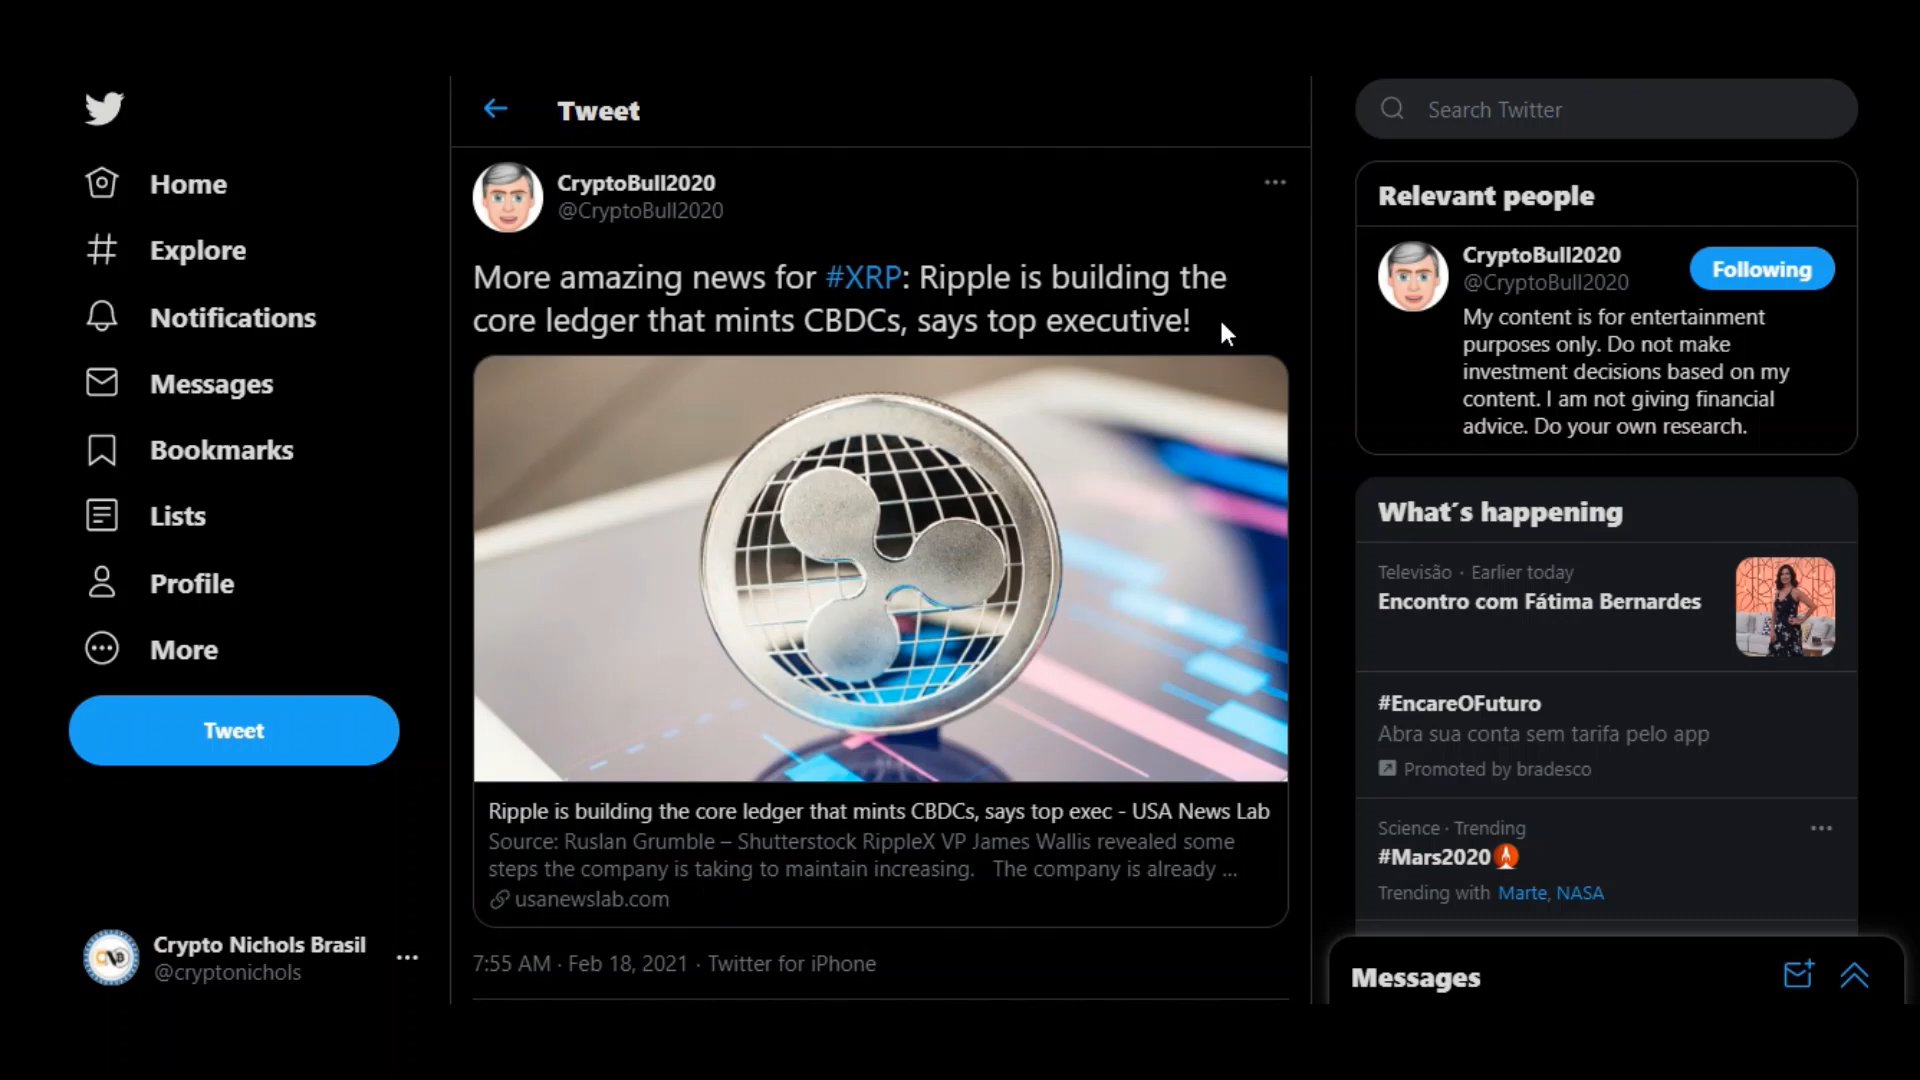 Home
Explore
Notifications
Messages
Bookmarks
Lists
Profile
More
Tweet
Crypto Nichols Brasil
@cryptonichols
Tweet
CryptoBull2020
@CryptoBull2020
More amazing news for #XRP: Ripple is building the
core ledger that mints CBDCs, says top executive!
Ripple is building the core ledger that mints CBDCs, says top exec - USA News Lab
Source: Ruslan Grumble – Shutterstock RippleX VP James Wallis revealed some
steps the company is taking to maintain increasing. The company is already ...
usanewslab.com
7:55 AM · Feb 18, 2021 · Twitter for iPhone
Search Twitter
Relevant people
CryptoBull2020
@CryptoBull2020
Following
My content is for entertainment
purposes only. Do not make
investment decisions based on my
content. I am not giving financial
advice. Do your own research.
What´s happening
Televisão · Earlier today
Encontro com Fátima Bernardes
#EncareOFuturo
Abra sua conta sem tarifa pelo app
Promoted by bradesco
Science · Trending
#Mars2020
Trending with Marte, NASA
Messages